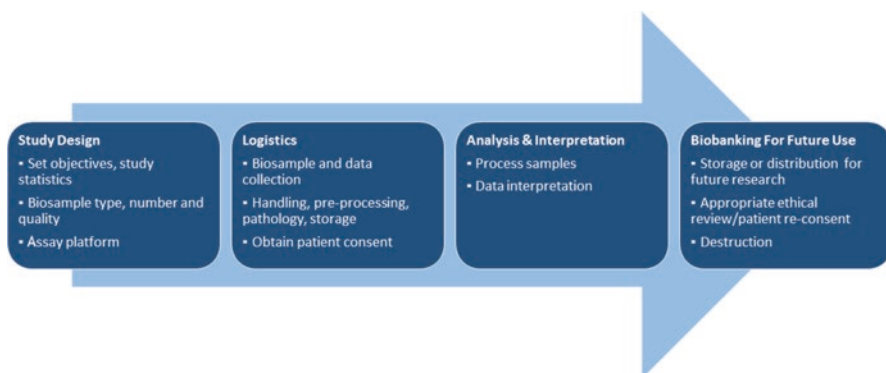 Study Design
▪ Set objectives, study
statistics
▪ Biosample type, number and
quality
▪ Assay platform
Logistics
▪ Biosample and data
collection
▪ Handling, pre-processing,
pathology, storage
▪ Obtain patient consent
Analysis & Interpretation
▪ Process samples
▪ Data interpretation
Biobanking For Future Use
▪ Storage or distribution for
future research
▪ Appropriate ethical
review/patient re-consent
▪ Destruction